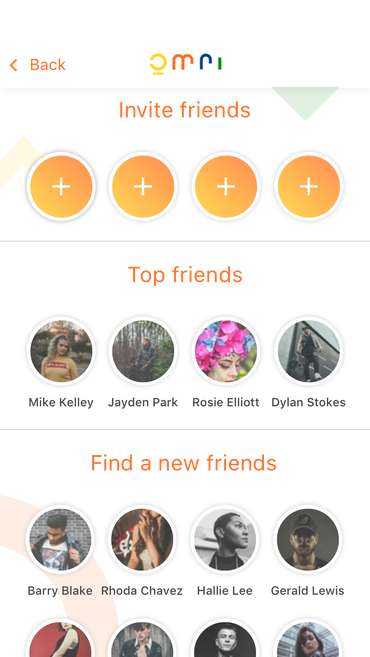 Back
omni
Invite friends
Top friends
Mike Kelley Jayden Park Rosie Elliott Dylan Stokes
Find a new friends
Barry Blake Rhoda Chavez Hallie Lee Gerald Lewis